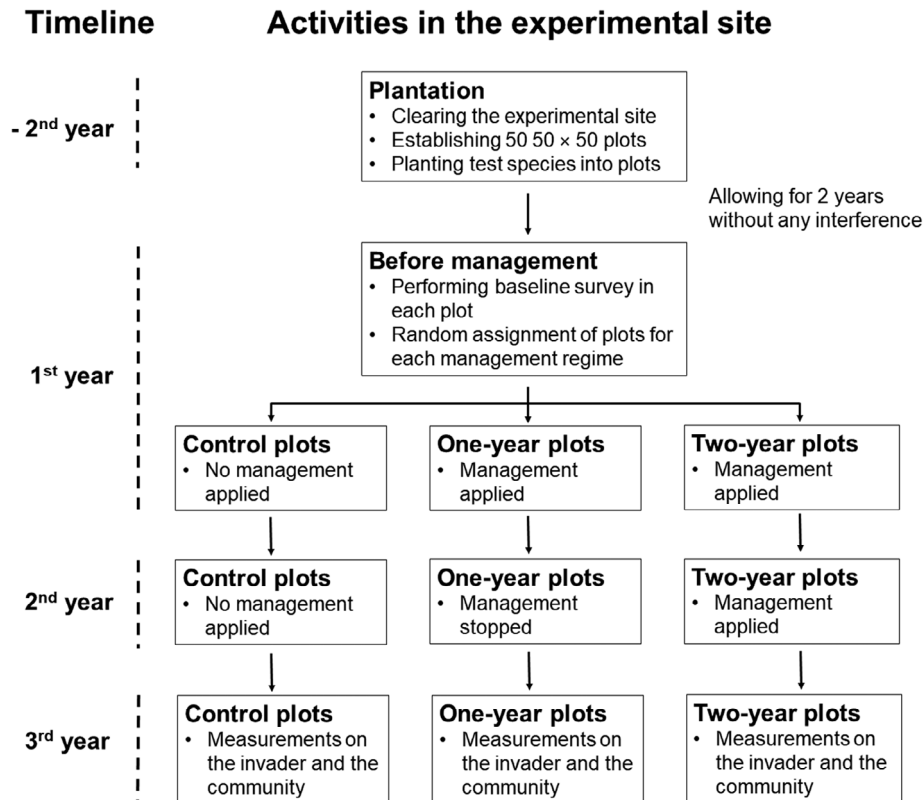 Timeline
Activities in the experimental site
- 2nd year
Plantation
• Clearing the experimental site
• Establishing 50 50 × 50 plots
• Planting test species into plots
Allowing for 2 years
without any interference
1st year
Before management
• Performing baseline survey in
each plot
• Random assignment of plots for
each management regime
Control plots
• No management
applied
One-year plots
• Management
applied
Two-year plots
• Management
applied
2nd year
Control plots
• No management
applied
One-year plots
• Management
stopped
Two-year plots
• Management
applied
3rd year
Control plots
• Measurements on
the invader and the
community
One-year plots
• Measurements on
the invader and the
community
Two-year plots
• Measurements on
the invader and the
community